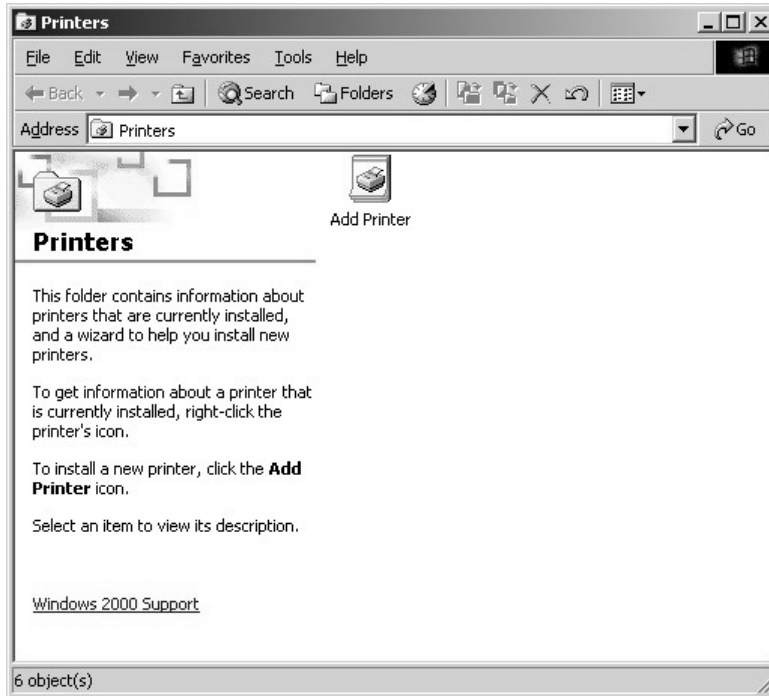 Printers
File Edit View Favorites Tools Help
Back Search Folders
Address Printers Go
Add Printer
Printers
This folder contains information about
printers that are currently installed,
and a wizard to help you install new
printers.
To get information about a printer that
is currently installed, right-click the
printer's icon.
To install a new printer, click the Add
Printer icon.
Select an item to view its description.
Windows 2000 Support
6 object(s)